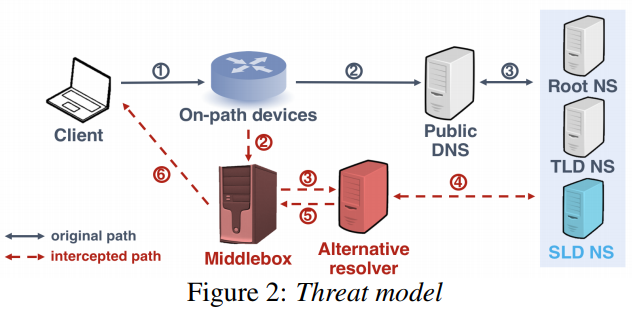 ①
②
③
Root NS
Client
On-path devices
Public
DNS
②
TLD NS
⑥
③
④
⑤
SLD NS
original path
intercepted path
Middlebox
Alternative
resolver
Figure 2: Threat model